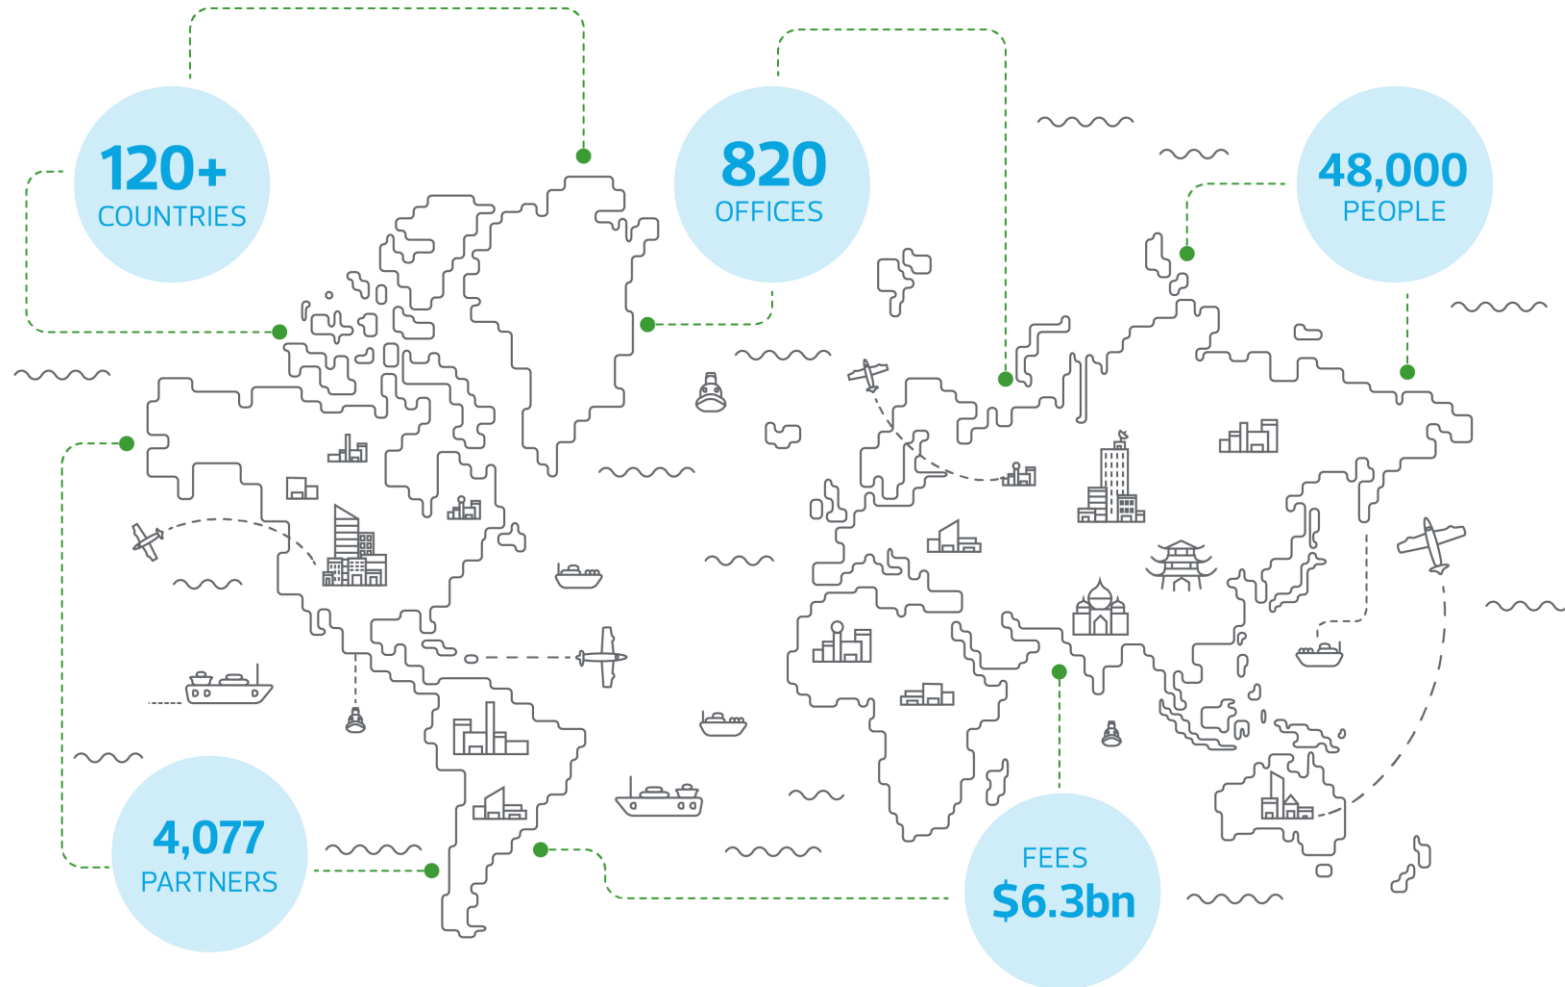 120+
COUNTRIES
820
OFFICES
48,000
PEOPLE
4,077
PARTNERS
FEES
$6.3bn